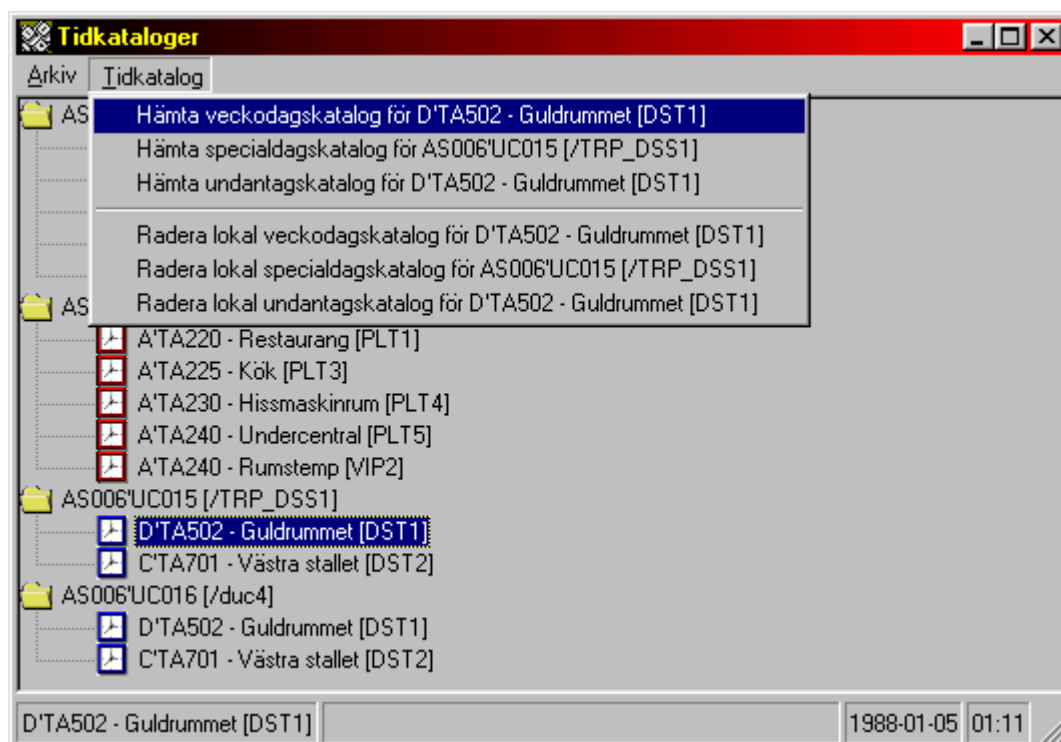 Tidkataloger
Arkiv Tidkatalog
AS
Hämta veckodagskatalog för D'TA502 - Guldrummet [DST1]
Hämta specialdagskatalog för AS006'UC015 [/TRP_DSS1]
Hämta undantagskatalog för D'TA502 - Guldrummet [DST1]
Radera lokal veckodagskatalog för D'TA502 - Guldrummet [DST1]
Radera lokal specialdagskatalog för AS006'UC015 [/TRP_DSS1]
AS
Radera lokal undantagskatalog för D'TA502 - Guldrummet [DST1]
A'TA220 - Restaurang [PLT1]
A'TA225 - Kök [PLT3]
A'TA230 - Hissmaskinrum [PLT4]
A'TA240 - Undercentral [PLT5]
A'TA240 - Rumstemp [VIP2]
AS006'UC015 [/TRP_DSS1]
D'TA502 - Guldrummet [DST1]
C'TA701 - Västra stallet [DST2]
AS006'UC016 [/duc4]
D'TA502 - Guldrummet [DST1]
C'TA701 - Västra stallet [DST2]
D'TA502 - Guldrummet [DST1] 1988-01-05 01:11